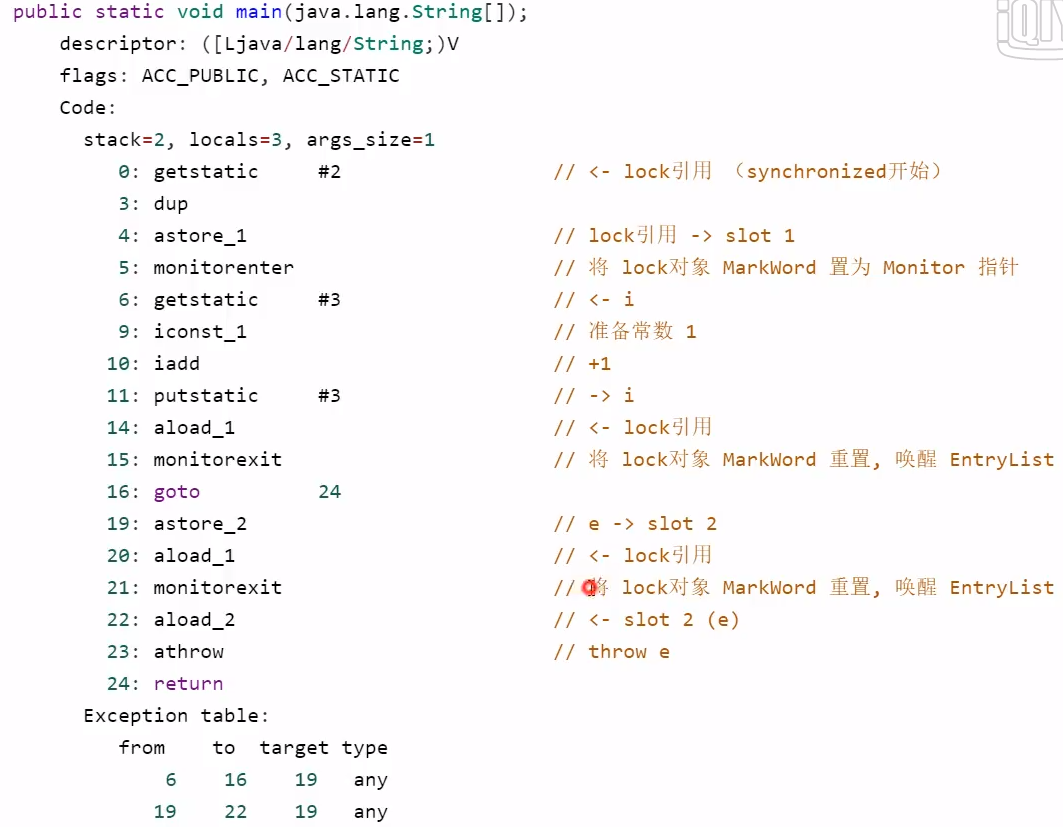 iQIY
public static void main(java.lang.String[]);
descriptor: ([Ljava/lang/String;)V
flags: ACC_PUBLIC, ACC_STATIC
Code:
stack=2, locals=3, args_size=1
0: getstatic #2 // <- lock引用 （synchronized开始）
3: dup
4: astore_1 // lock引用 -> slot 1
5: monitorenter // 将 lock对象 MarkWord 置为 Monitor 指针
6: getstatic #3 // <- i
9: iconst_1 // 准备常数 1
10: iadd // +1
11: putstatic #3 // -> i
14: aload_1 // <- lock引用
15: monitorexit // 将 lock对象 MarkWord 重置, 唤醒 EntryList
16: goto 24
19: astore_2 // e -> slot 2
20: aload_1 // <- lock引用
21: monitorexit // 将 lock对象 MarkWord 重置, 唤醒 EntryList
22: aload_2 // <- slot 2 (e)
23: athrow // throw e
24: return
Exception table:
from to target type
6 16 19 any
19 22 19 any